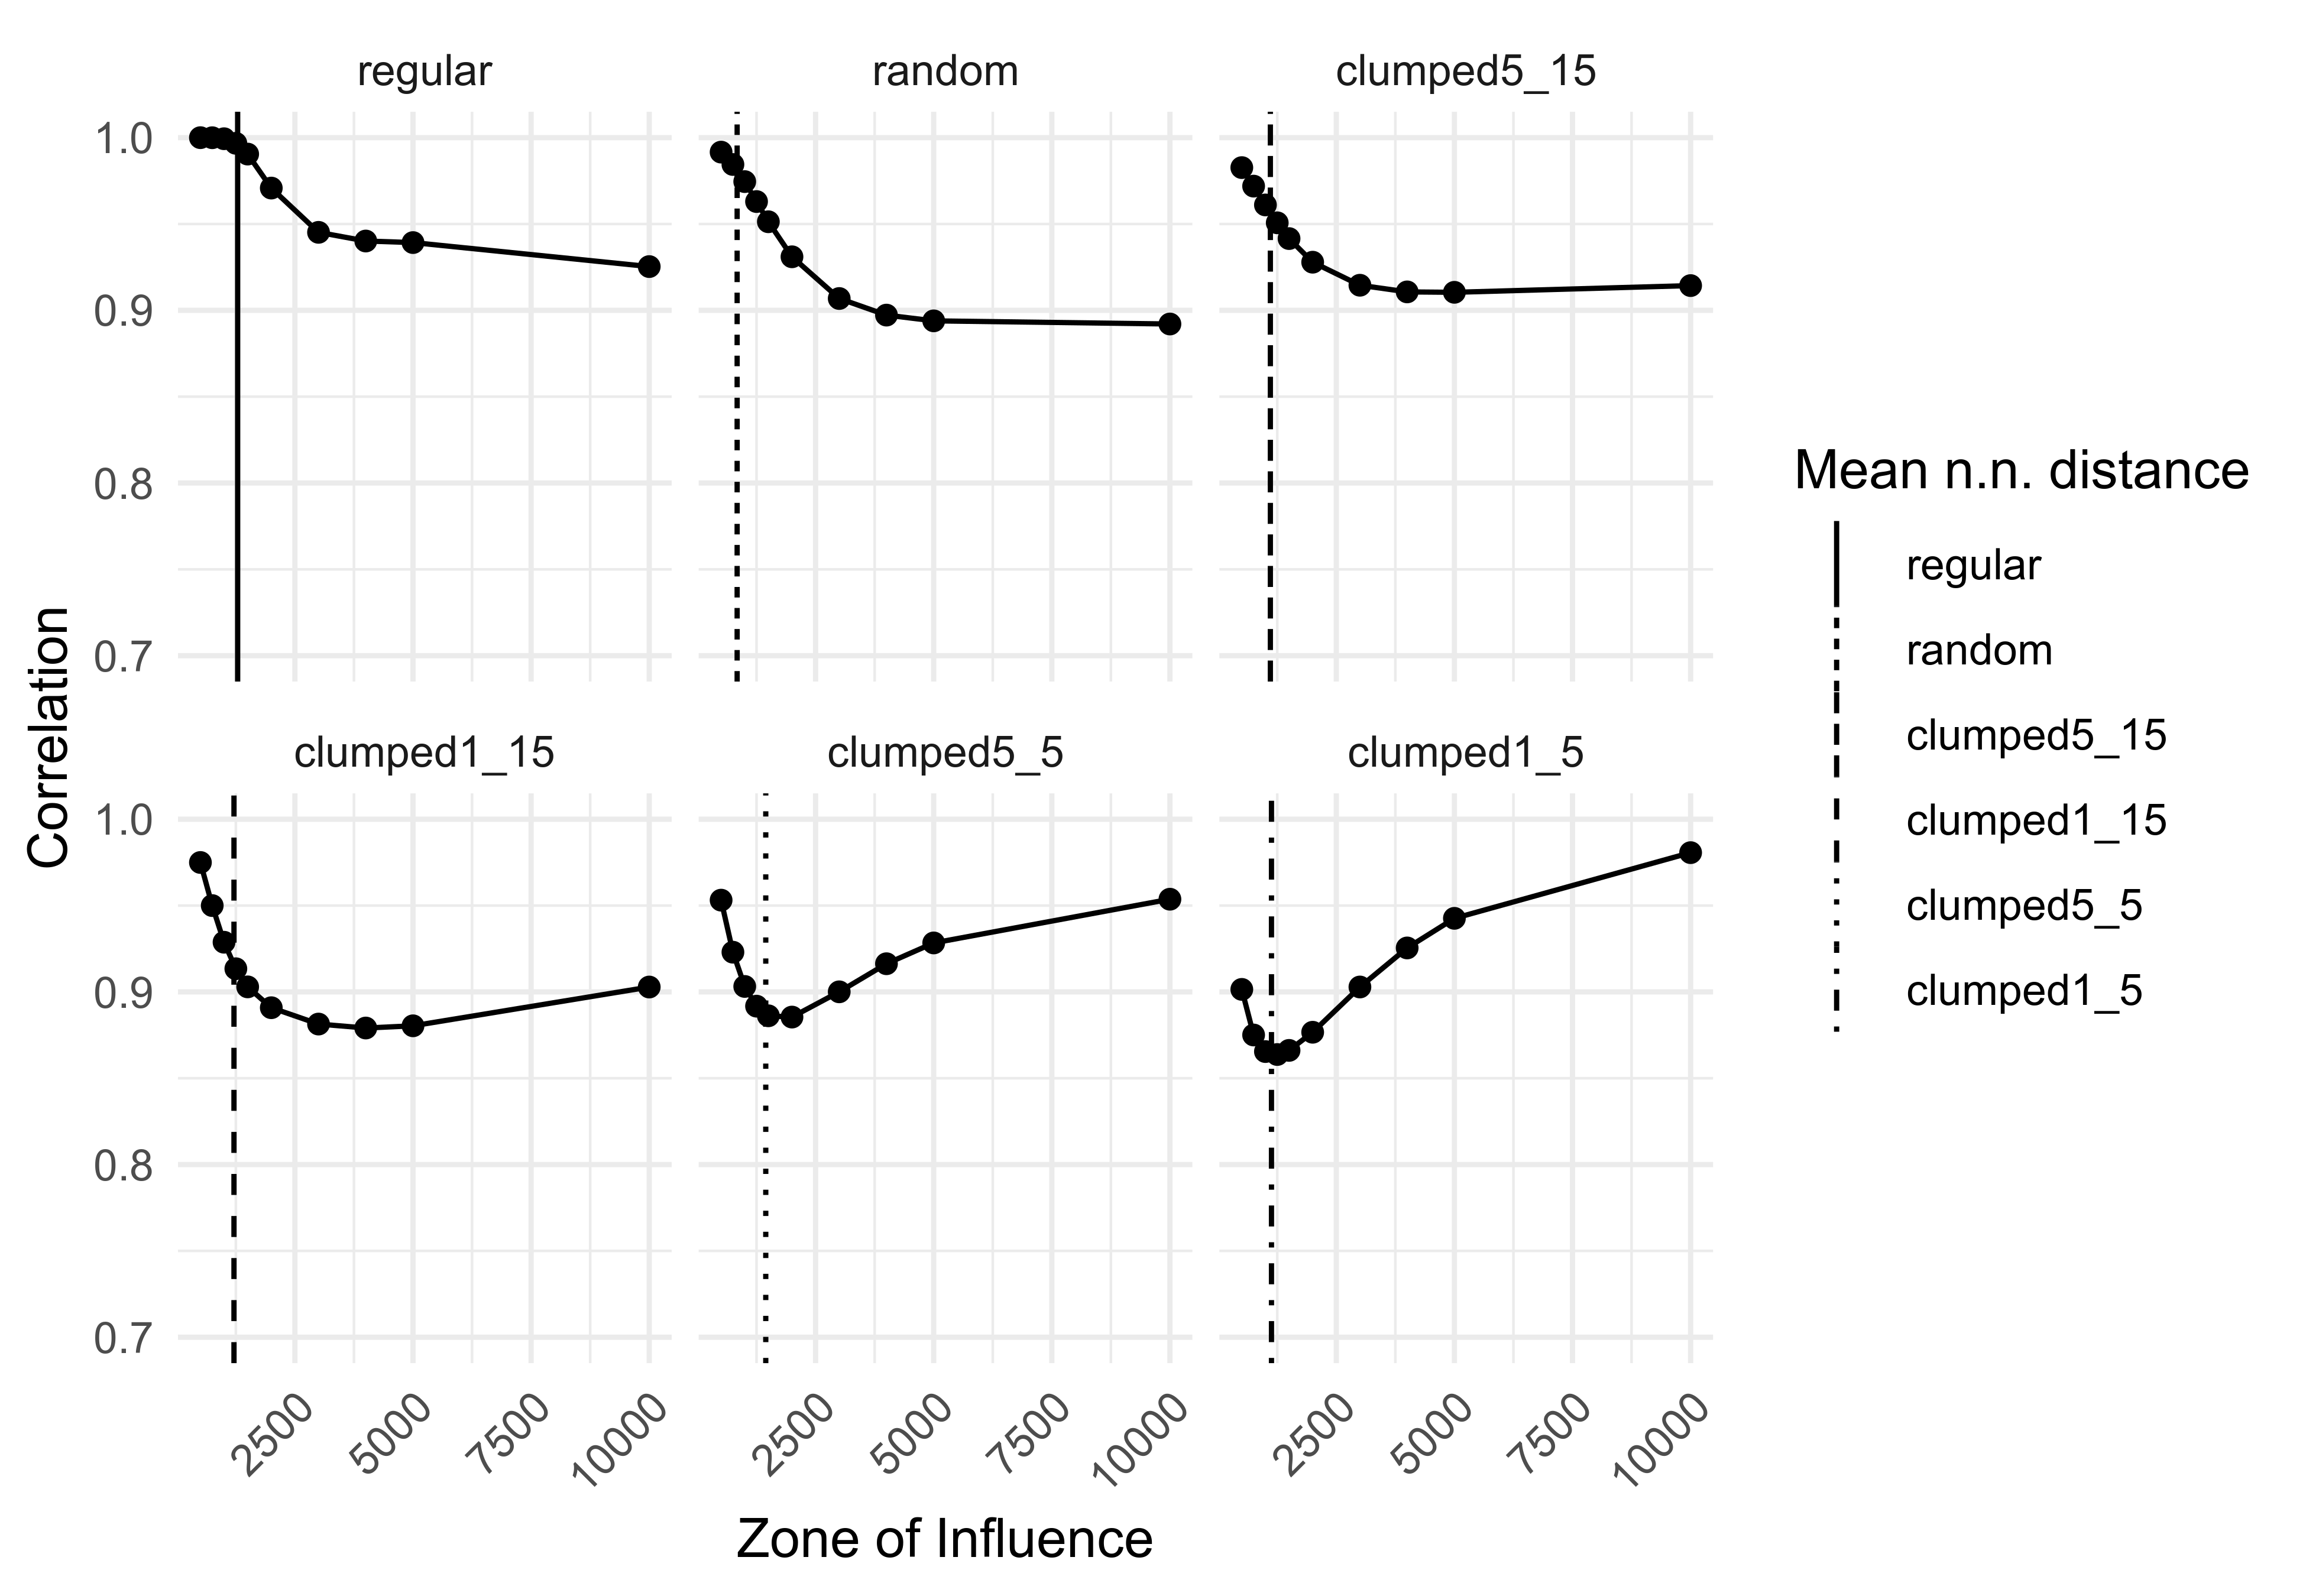 regular random clumped5_15
1.0
0.9
0.8
0.7
Correlation
clumped1_15 clumped5_5 clumped1_5
1.0
0.9
0.8
0.7
2500 5000 7500 10000 2500 5000 7500 10000 2500 5000 7500 10000
Zone of Influence
Mean n.n. distance
regular
random
clumped5_15
clumped1_15
clumped5_5
clumped1_5